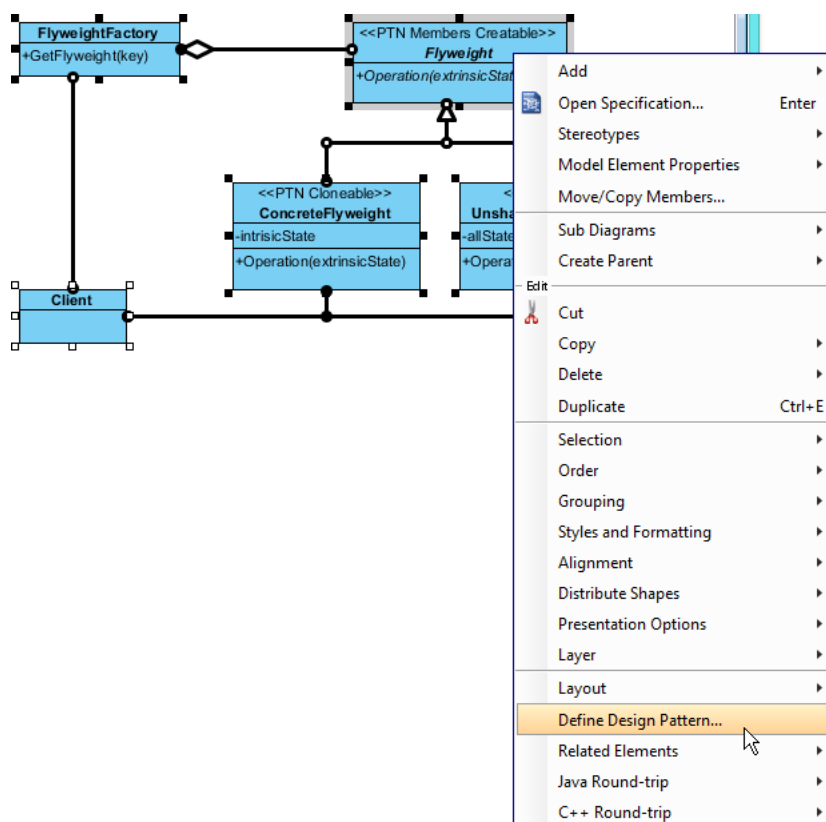 FlyweightFactory
+GetFlyweight(key)
<<PTN Members Creatable>>
Flyweight
+Operation(extrinsicStat
<<PTN Cloneable>>
ConcreteFlyweight
-intrisicState
+Operation(extrinsicState)
<
Unsha
-allState
+Opera
Client
Add
Open Specification... Enter
Stereotypes
Model Element Properties
Move/Copy Members...
Sub Diagrams
Create Parent
Edit
Cut
Copy
Delete
Duplicate Ctrl+E
Selection
Order
Grouping
Styles and Formatting
Alignment
Distribute Shapes
Presentation Options
Layer
Layout
Define Design Pattern...
Related Elements
Java Round-trip
C++ Round-trip